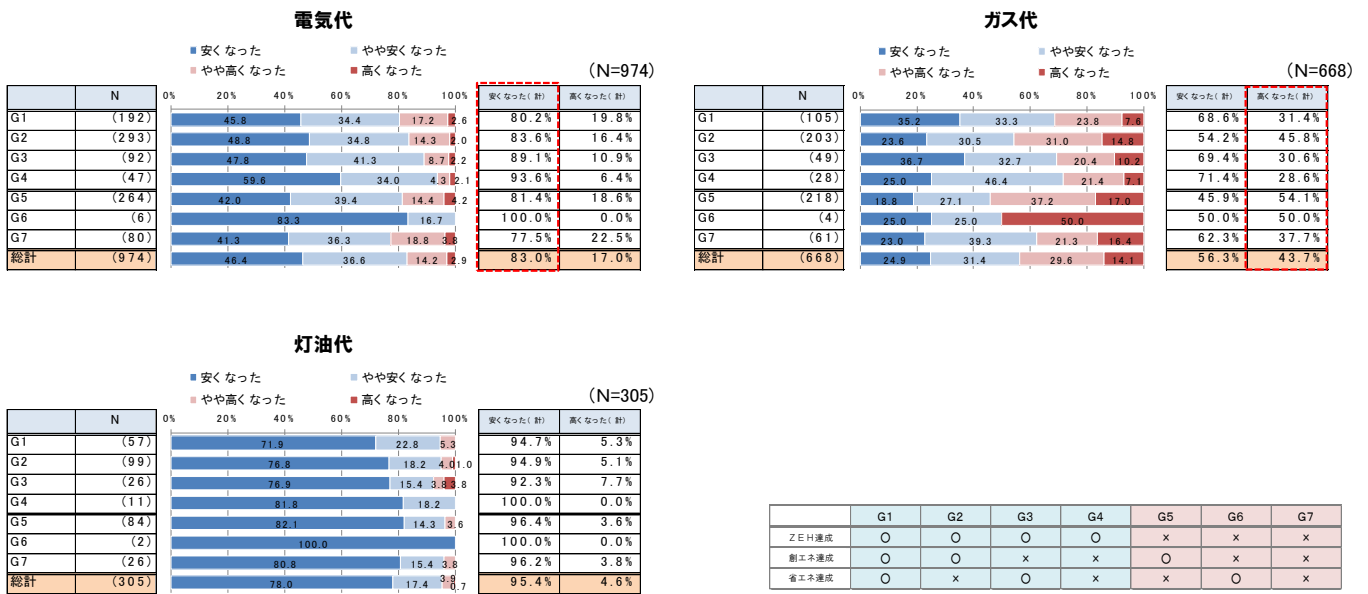 電気代
■安くなった ■やや安くなった
■やや高くなった ■高くなった
(N=974)
N 0% 20% 40% 60% 80% 100% 安くなった(計) 高くなった(計)
G1 (192) 45.8 34.4 17.2 2.6 80.2% 19.8%
G2 (293) 48.8 34.8 14.3 2.0 83.6% 16.4%
G3 (92) 47.8 41.3 8.7 2.2 89.1% 10.9%
G4 (47) 59.6 34.0 4.3 2.1 93.6% 6.4%
G5 (264) 42.0 39.4 14.4 4.2 81.4% 18.6%
G6 (6) 83.3 16.7 100.0% 0.0%
G7 (80) 41.3 36.3 18.8 3.8 77.5% 22.5%
総計 (974) 46.4 36.6 14.2 2.9 83.0% 17.0%
ガス代
■安くなった ■やや安くなった
■やや高くなった ■高くなった
(N=668)
N 0% 20% 40% 60% 80% 100% 安くなった(計) 高くなった(計)
G1 (105) 35.2 33.3 23.8 7.6 68.6% 31.4%
G2 (203) 23.6 30.5 31.0 14.8 54.2% 45.8%
G3 (49) 36.7 32.7 20.4 10.2 69.4% 30.6%
G4 (28) 25.0 46.4 21.4 7.1 71.4% 28.6%
G5 (218) 18.8 27.1 37.2 17.0 45.9% 54.1%
G6 (4) 25.0 25.0 50.0 50.0% 50.0%
G7 (61) 23.0 39.3 21.3 16.4 62.3% 37.7%
総計 (668) 24.9 31.4 29.6 14.1 56.3% 43.7%
灯油代
■安くなった ■やや安くなった
■やや高くなった ■高くなった
(N=305)
N 0% 20% 40% 60% 80% 100% 安くなった(計) 高くなった(計)
G1 (57) 71.9 22.8 5.3 94.7% 5.3%
G2 (99) 76.8 18.2 4.0 1.0 94.9% 5.1%
G3 (26) 76.9 15.4 3.8 3.8 92.3% 7.7%
G4 (11) 81.8 18.2 100.0% 0.0%
G5 (84) 82.1 14.3 3.6 96.4% 3.6%
G6 (2) 100.0 100.0% 0.0%
G7 (26) 80.8 15.4 3.8 96.2% 3.8%
総計 (305) 78.0 17.4 3.9 0.7 95.4% 4.6%
G1 G2 G3 G4 G5 G6 G7
ZEH達成 ○ ○ ○ ○ × × ×
創エネ達成 ○ ○ × × ○ × ×
省エネ達成 ○ × ○ × × ○ ×